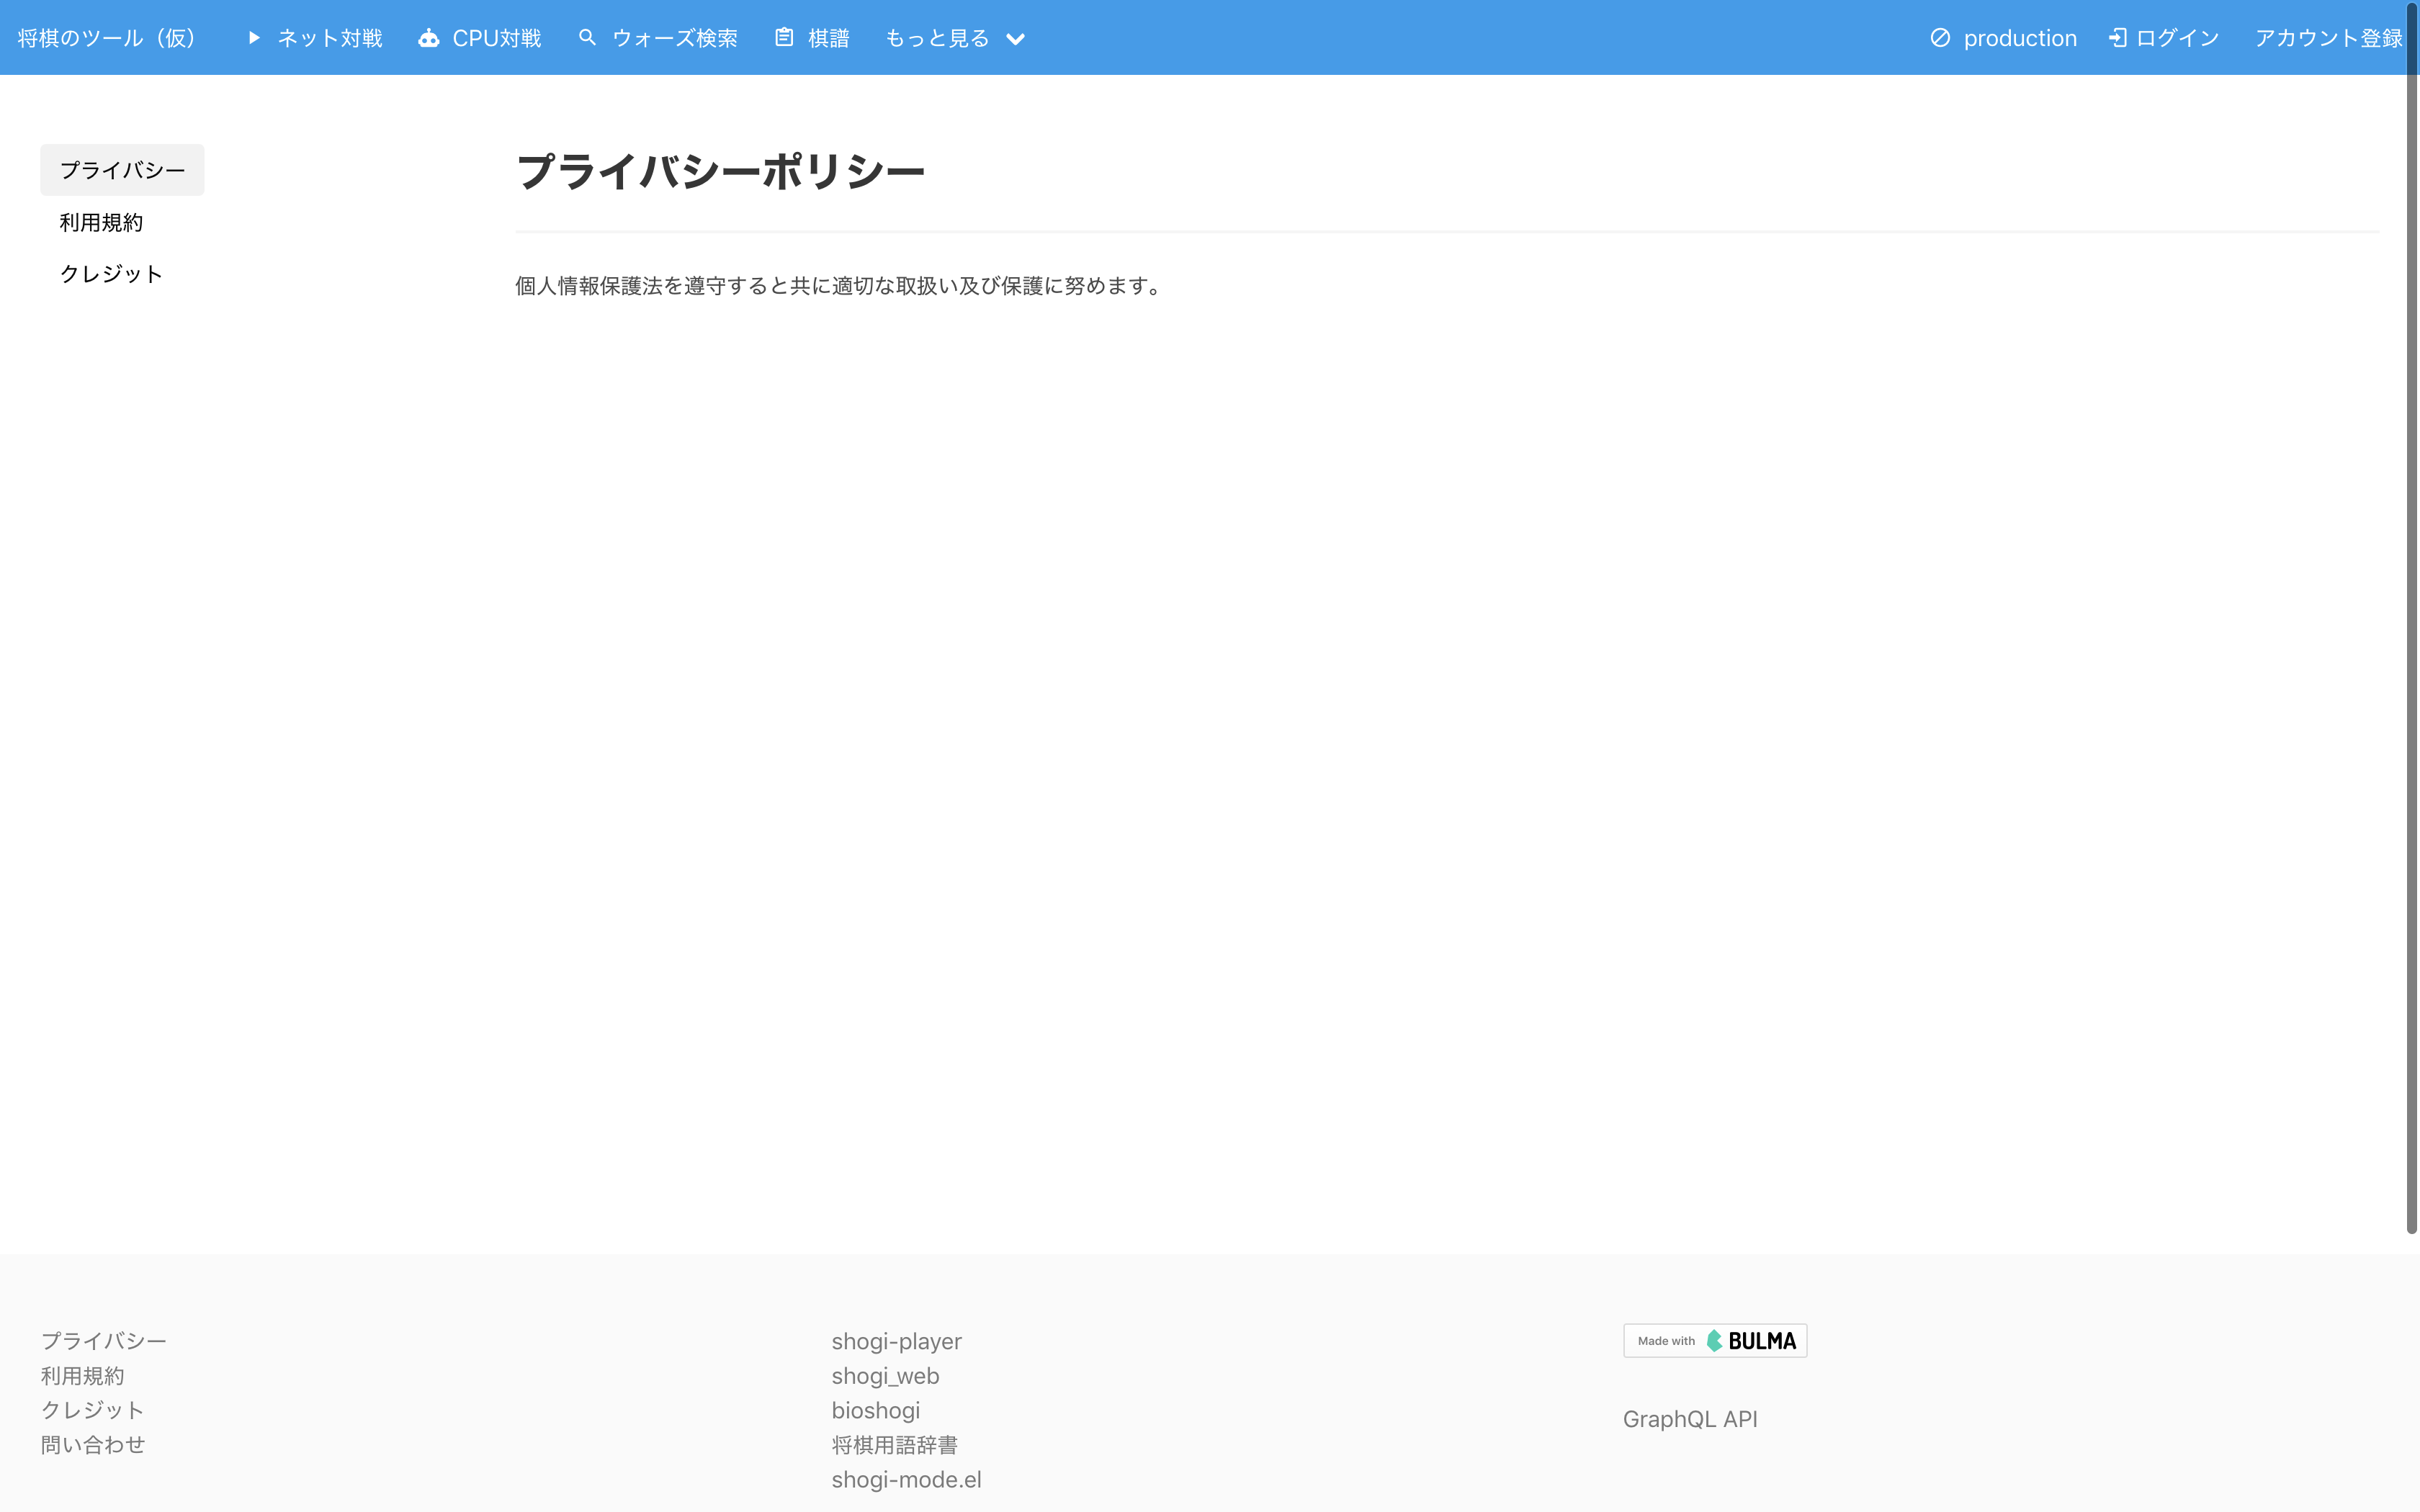 将棋のツール（仮） ネット対戦 CPU対戦 ウォーズ検索 棋譜 もっと見る production ログイン アカウント登録
プライバシー
利用規約
クレジット
プライバシーポリシー
個人情報保護法を遵守すると共に適切な取扱い及び保護に努めます。
プライバシー
利用規約
クレジット
問い合わせ
shogi-player
shogi_web
bioshogi
将棋用語辞書
shogi-mode.el
Made with BULMA
GraphQL API